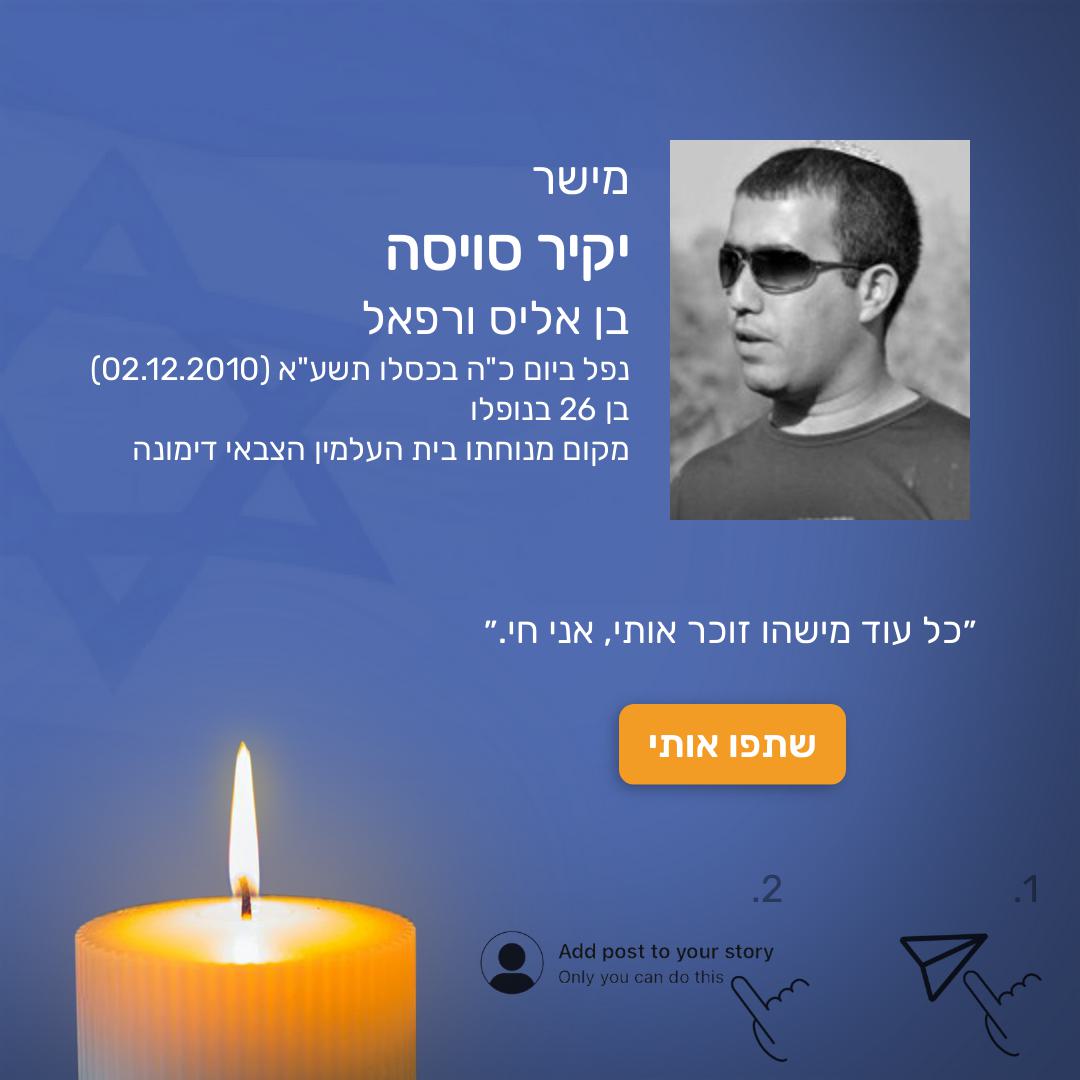 מישר
יקיר סויסה
בן אליס ורפאל
נפל ביום כ"ה בכסלו תשע"א (02.12.2010)
בן 26 בנופלו
מקום מנוחתו בית העלמין הצבאי דימונה
״כל עוד מישהו זוכר אותי, אני חי.״
שתפו אותי
1.
2.
Add post to your story
Only you can do this